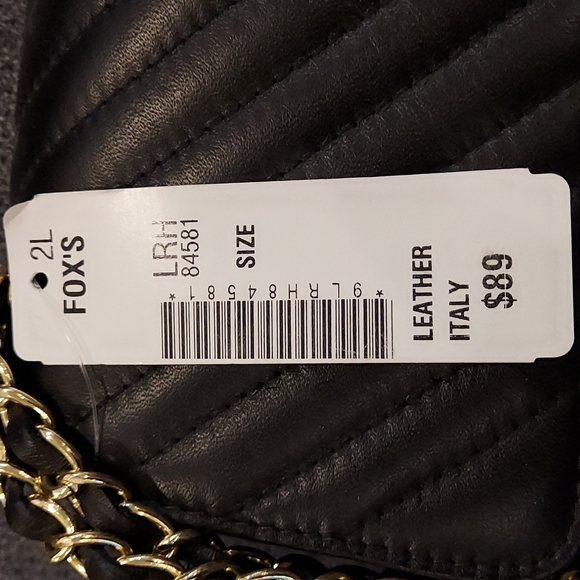 2L
FOX'S
LRH
84581
SIZE
*9LRH84581*
LEATHER
ITALY
$89